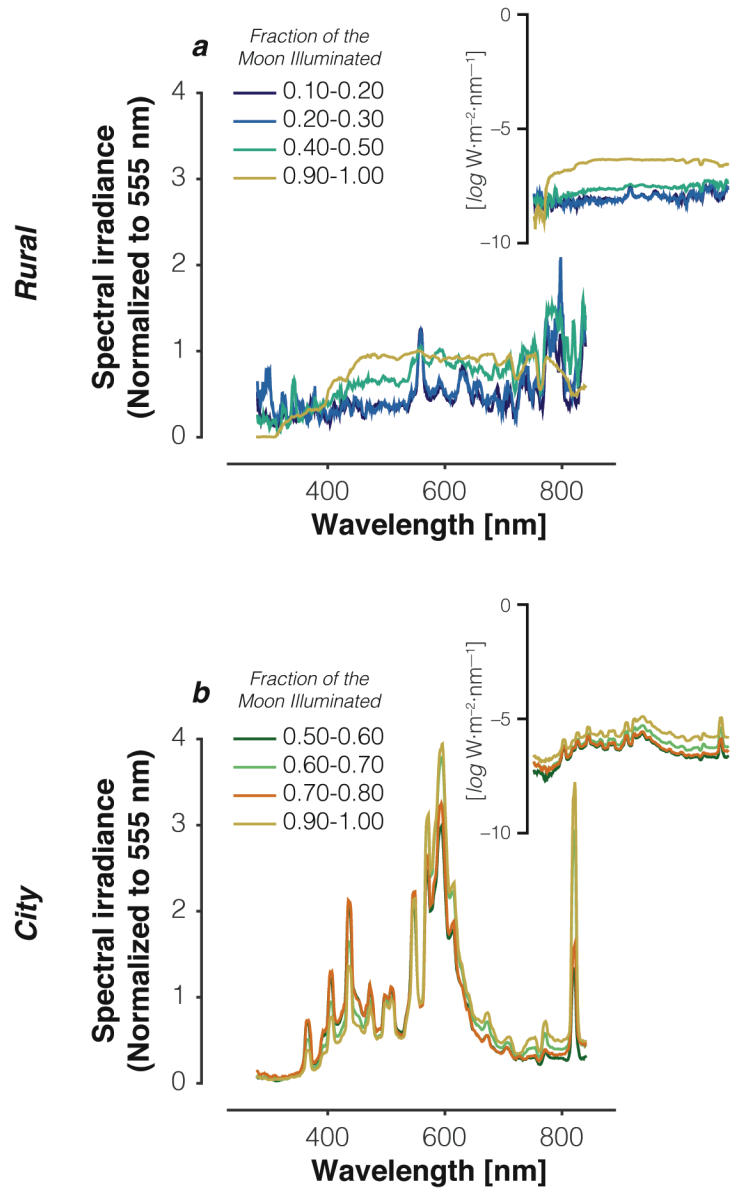 a
Fraction of the
Moon Illuminated
0.10-0.20
0.20-0.30
0.40-0.50
0.90-1.00
0
−5
−10
[log W·m−2·nm−1]
Rural
Spectral irradiance
(Normalized to 555 nm)
4
3
2
1
0
400 600 800
Wavelength [nm]
b
Fraction of the
Moon Illuminated
0.50-0.60
0.60-0.70
0.70-0.80
0.90-1.00
0
−5
−10
[log W·m−2·nm−1]
City
Spectral irradiance
(Normalized to 555 nm)
4
3
2
1
0
400 600 800
Wavelength [nm]